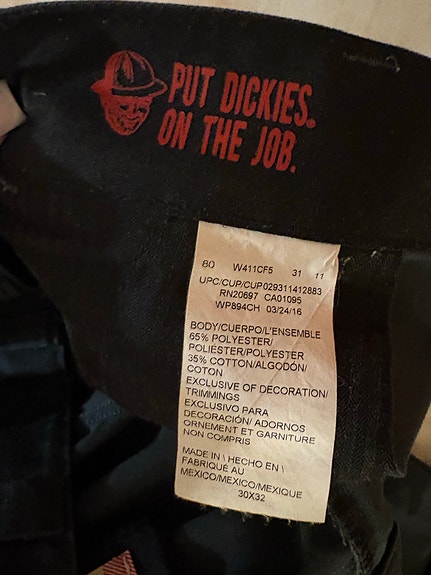 PUT DICKIES®
ON THE JOB.
80 W411CF5 31 11
UPC/CUP/CUP029311412883
RN20697 CA01095
WP894CH 03/24/16
BODY/CUERPO/L'ENSEMBLE
65% POLYESTER/
POLIÉSTER/POLYESTER
35% COTTON/ALGODÓN/
COTON
EXCLUSIVE OF DECORATION/
TRIMMINGS
EXCLUSIVO PARA
DECORACIÓN/ ADORNOS
ORNEMENT ET GARNITURE
NON COMPRIS
MADE IN \ HECHO EN \
FABRIQUÉ AU
MEXICO/MEXICO/MEXIQUE
30X32